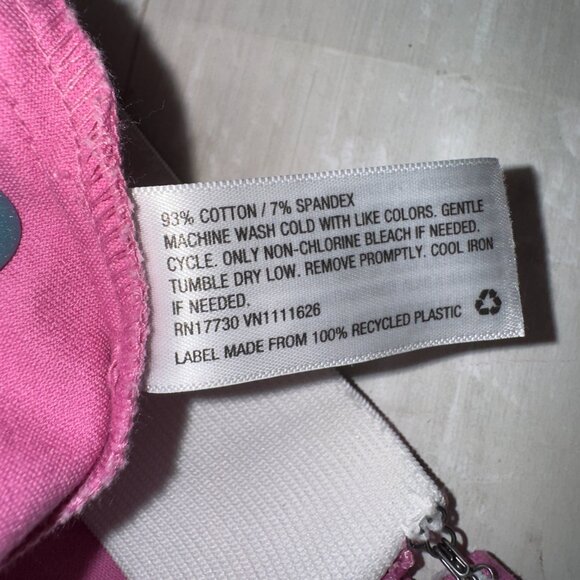 93% COTTON / 7% SPANDEX
MACHINE WASH COLD WITH LIKE COLORS. GENTLE
CYCLE. ONLY NON-CHLORINE BLEACH IF NEEDED.
TUMBLE DRY LOW. REMOVE PROMPTLY. COOL IRON
IF NEEDED.
RN17730 VN1111626
LABEL MADE FROM 100% RECYCLED PLASTIC